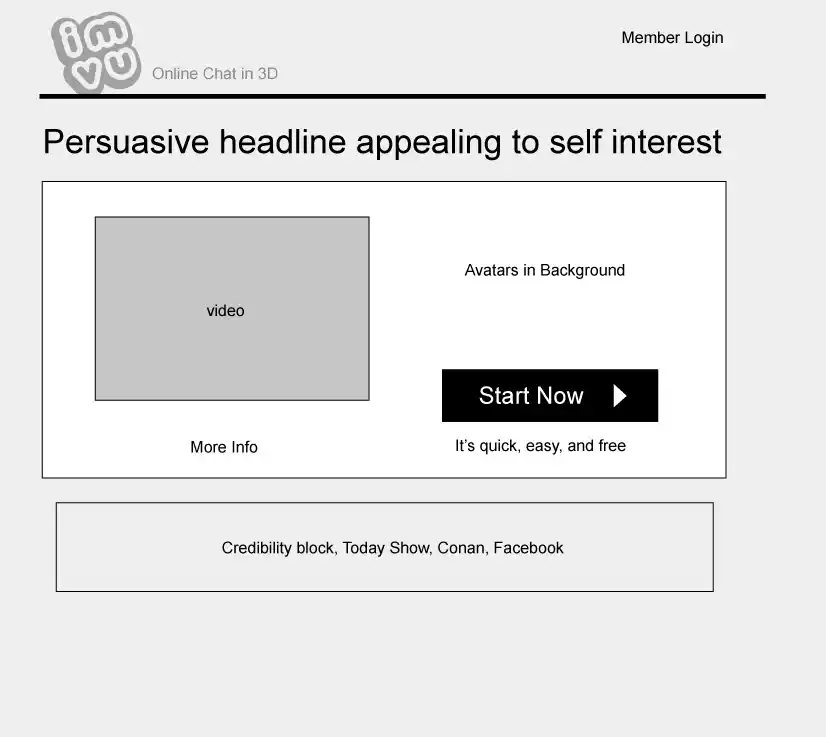 imvu
Online Chat in 3D
Member Login
Persuasive headline appealing to self interest
video
Avatars in Background
Start Now
More Info
It's quick, easy, and free
Credibility block, Today Show, Conan, Facebook